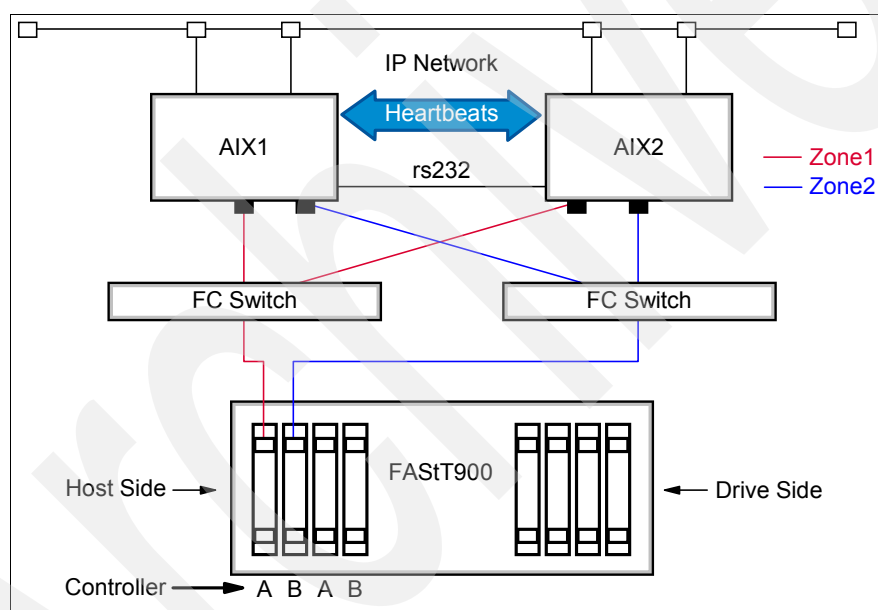 IP Network
Heartbeats
AIX1
AIX2
rs232
Zone1
Zone2
FC Switch
FC Switch
FAStT900
Host Side
Drive Side
Controller
A B A B